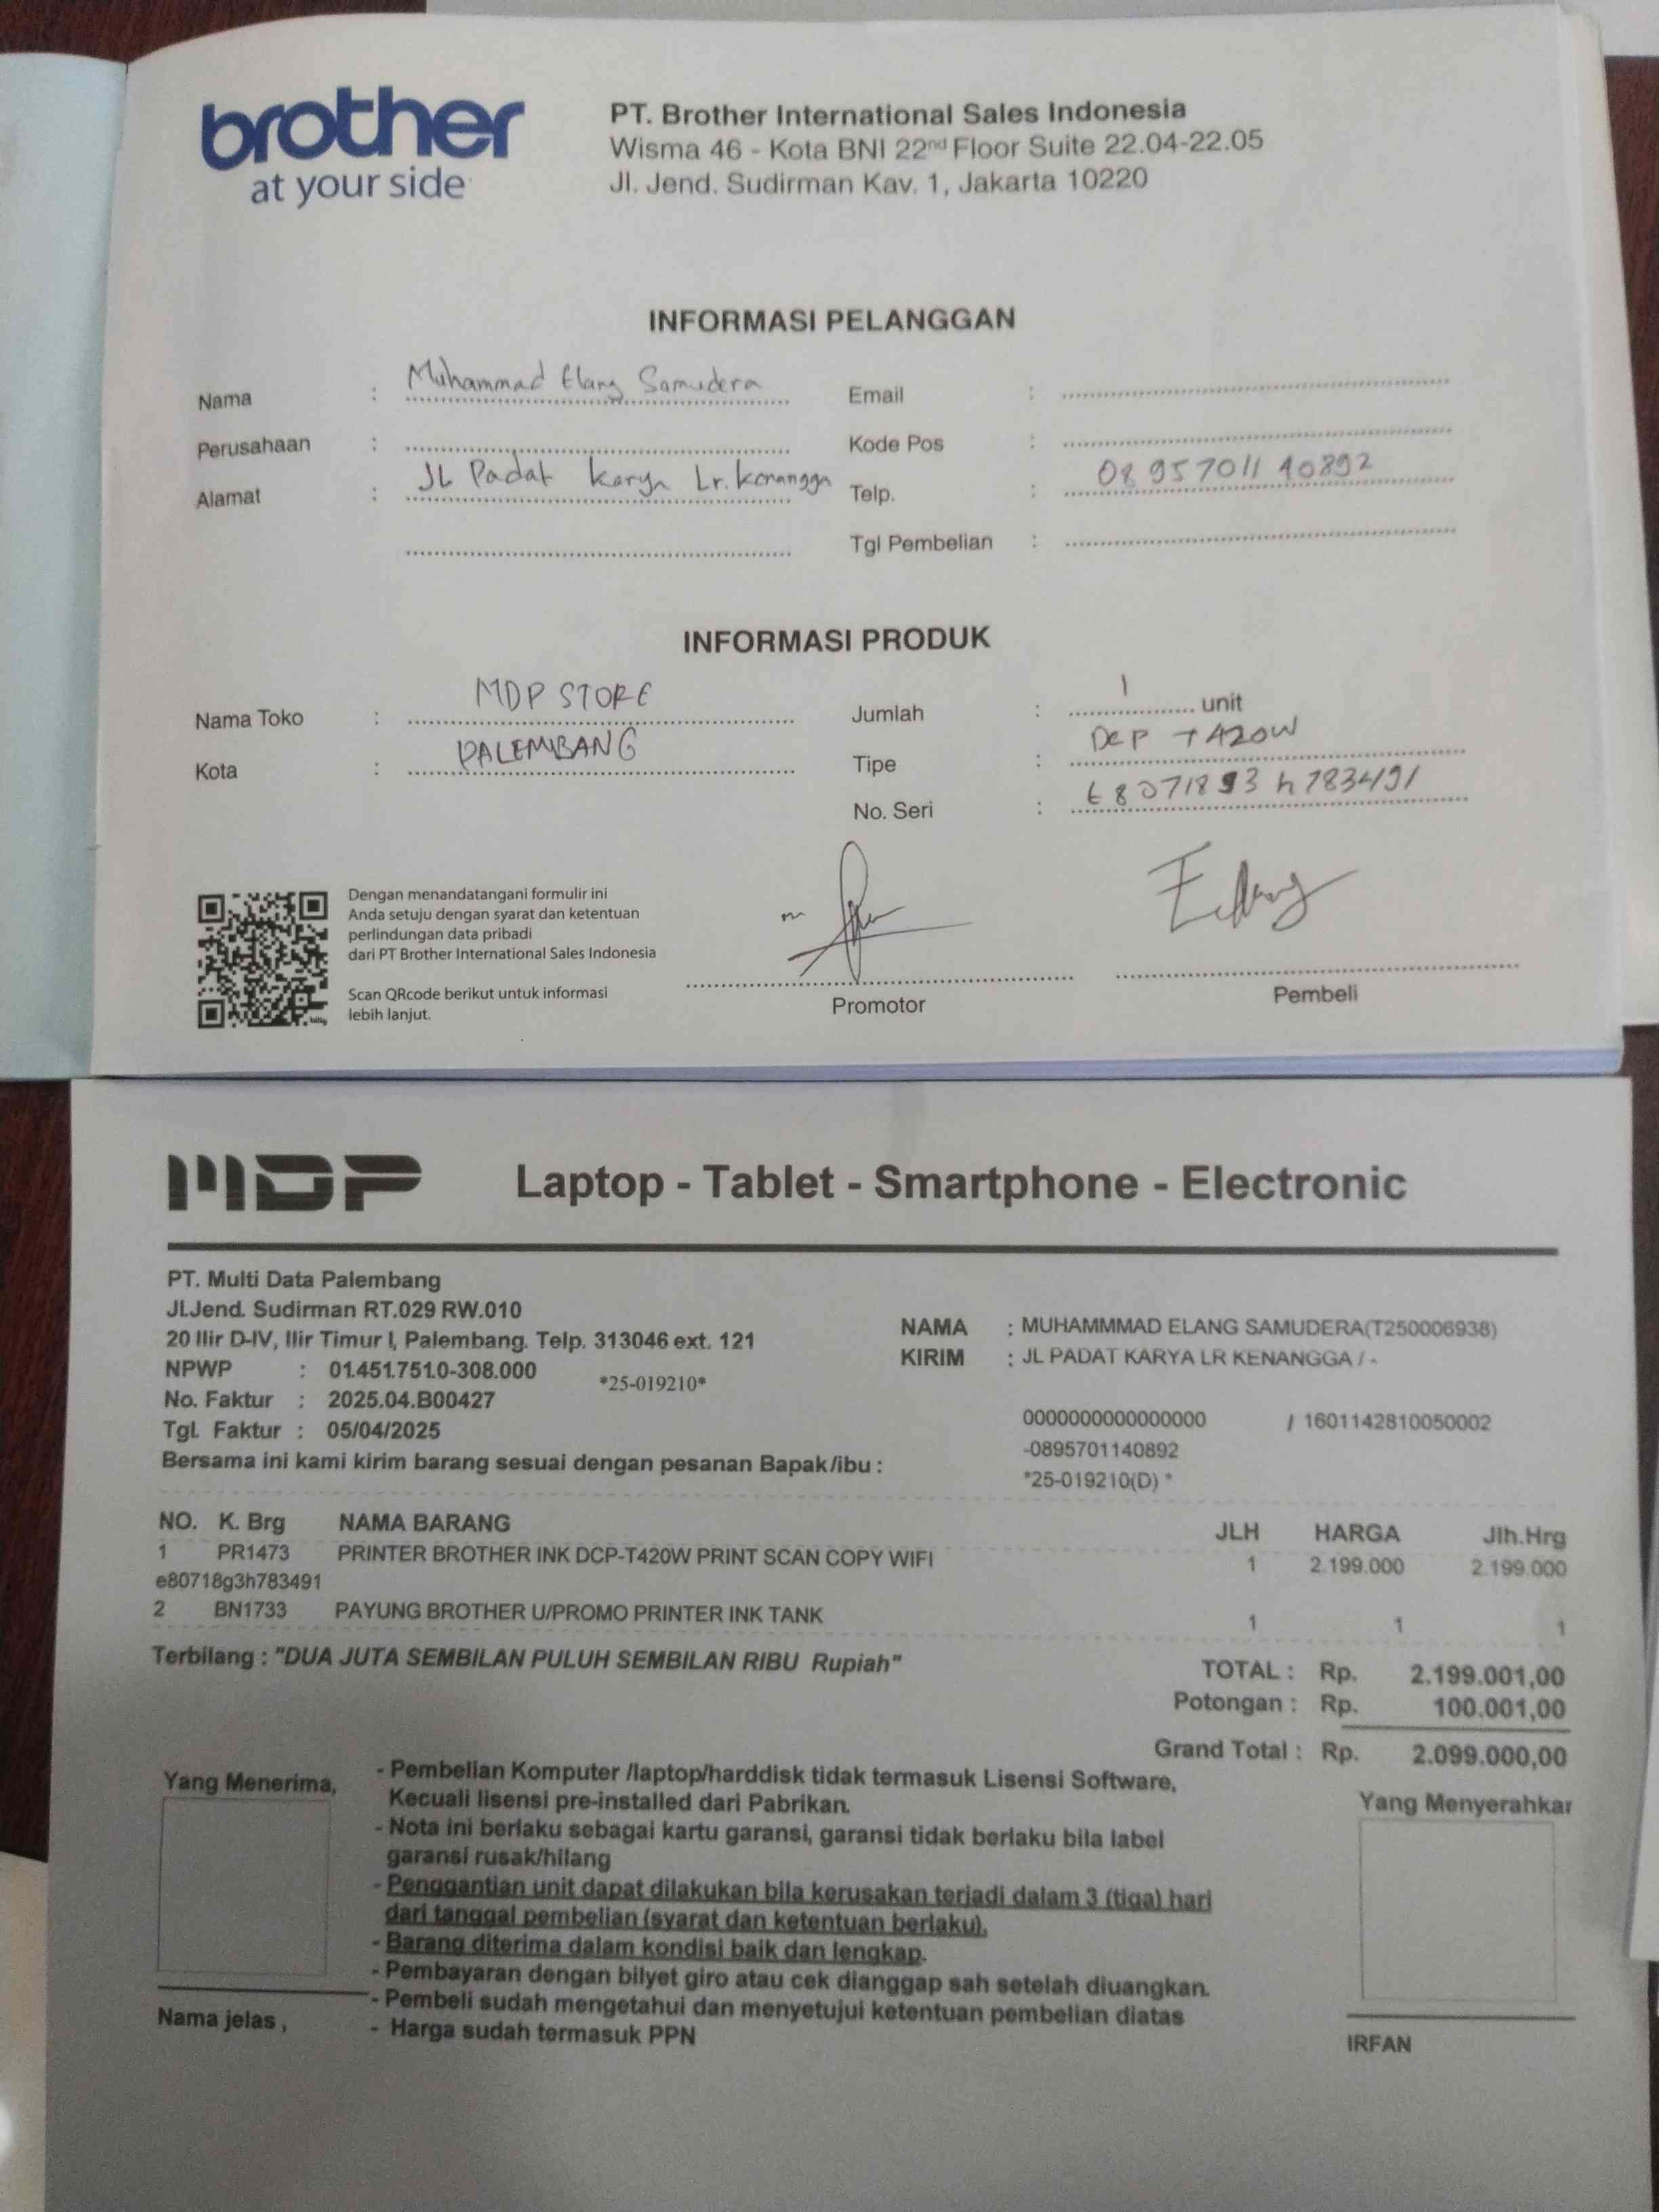 brother
at your side
PT. Brother International Sales Indonesia
Wisma 46 - Kota BNI 22nd Floor Suite 22.04-22.05
Jl. Jend. Sudirman Kav. 1, Jakarta 10220
INFORMASI PELANGGAN
Nama : Muhammad Elang Samudera
Email :
Perusahaan :
Kode Pos :
Alamat : JL Padat Karya Lr. Kenangga
Telp. : 0895701140892
Tgl Pembelian :
INFORMASI PRODUK
Nama Toko : MDP STORE
Jumlah : 1 unit
Kota : PALEMBANG
Tipe : DCP T420W
No. Seri :
Dengan menandatangani formulir ini
Anda setuju dengan syarat dan ketentuan
perlindungan data pribadi
dari PT Brother International Sales Indonesia
Scan QRcode berikut untuk informasi
lebih lanjut.
Elang
Promotor
Pembeli
MDP Laptop - Tablet - Smartphone - Electronic
PT. Multi Data Palembang
Jl.Jend. Sudirman RT.029 RW.010
20 Ilir D-IV, Ilir Timur I, Palembang. Telp. 313046 ext. 121
NPWP : 01.451.751.0-308.000
*25-019210*
No. Faktur : 2025.04.B00427
Tgl. Faktur : 05/04/2025
Bersama ini kami kirim barang sesuai dengan pesanan Bapak/ibu :
NAMA : MUHAMMMAD ELANG SAMUDERA(T250006938)
KIRIM : JL PADAT KARYA LR KENANGGA / -
0000000000000000 / 1601142810050002
-0895701140892
*25-019210(D) *
NO. K. Brg NAMA BARANG JLH HARGA Jlh.Hrg
1 PR1473 PRINTER BROTHER INK DCP-T420W PRINT SCAN COPY WIFI 1 2.199.000 2.199.000
e80718g3h783491
2 BN1733 PAYUNG BROTHER U/PROMO PRINTER INK TANK 1 1 1
Terbilang : "DUA JUTA SEMBILAN PULUH SEMBILAN RIBU Rupiah"
TOTAL : Rp. 2.199.001,00
Potongan : Rp. 100.001,00
Grand Total : Rp. 2.099.000,00
Yang Menerima,
- Pembelian Komputer /laptop/harddisk tidak termasuk Lisensi Software,
Kecuali lisensi pre-installed dari Pabrikan.
- Nota ini berlaku sebagai kartu garansi, garansi tidak berlaku bila label
garansi rusak/hilang
- Penggantian unit dapat dilakukan bila kerusakan terjadi dalam 3 (tiga) hari
dari tanggal pembelian (syarat dan ketentuan berlaku).
- Barang diterima dalam kondisi baik dan lengkap.
- Pembayaran dengan bilyet giro atau cek dianggap sah setelah diuangkan.
- Pembeli sudah mengetahui dan menyetujui ketentuan pembelian diatas
- Harga sudah termasuk PPN
Nama jelas ,
Yang Menyerahkar
IRFAN